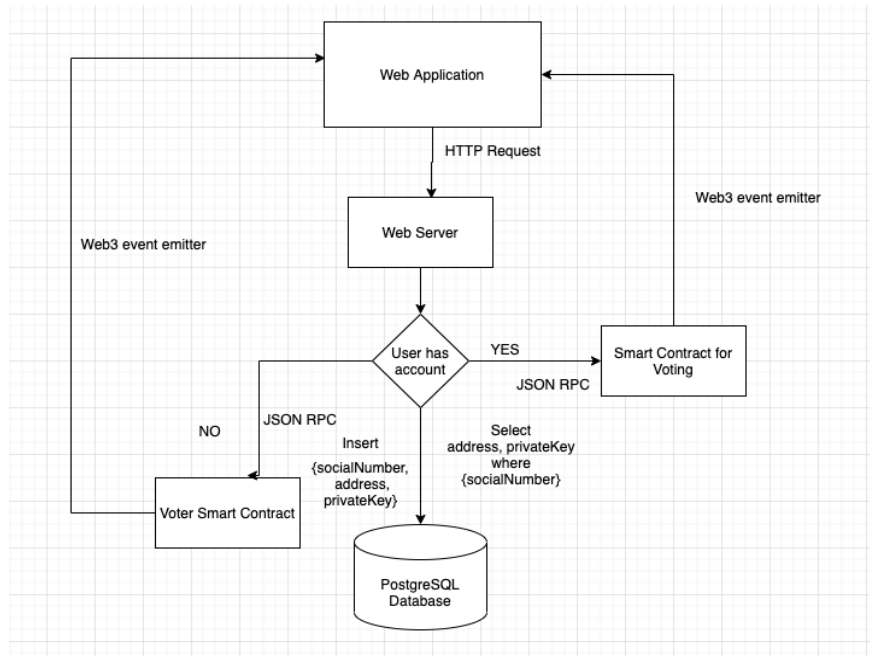 Web Application
HTTP Request
Web3 event emitter
Web Server
Web3 event emitter
User has
account
YES
Smart Contract for
Voting
JSON RPC
JSON RPC
NO
Insert
{socialNumber,
address,
privateKey}
Select
address, privateKey
where
{socialNumber}
Voter Smart Contract
PostgreSQL
Database